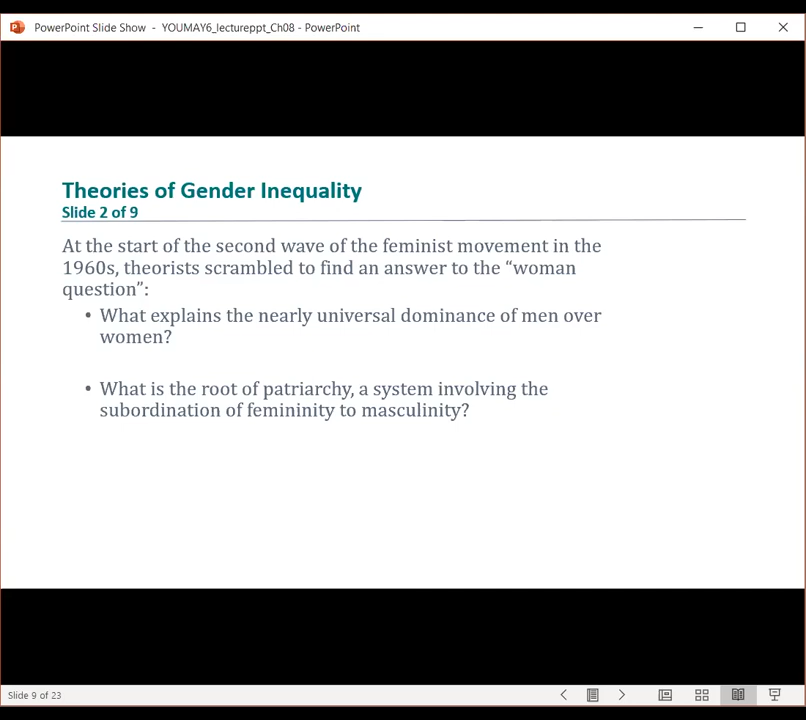 PowerPoint Slide Show - YOUMAY6_lectureppt_Ch08 - PowerPoint
Theories of Gender Inequality
Slide 2 of 9
At the start of the second wave of the feminist movement in the
1960s, theorists scrambled to find an answer to the “woman
question”:
• What explains the nearly universal dominance of men over
women?
• What is the root of patriarchy, a system involving the
subordination of femininity to masculinity?
Slide 9 of 23